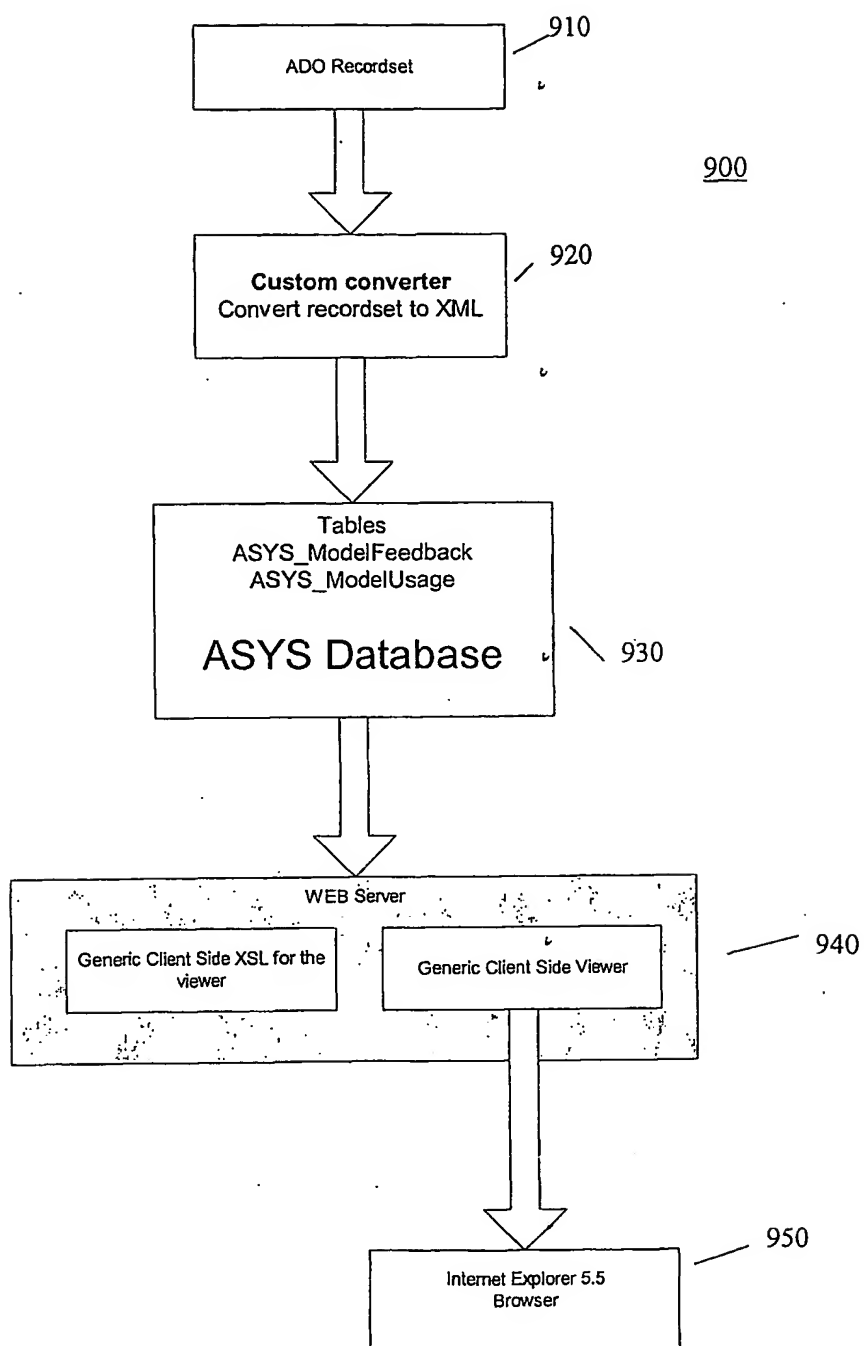 910
ADO Recordset
900
920
Custom converter
Convert recordset to XML
Tables
ASYS_ModelFeedback
ASYS_ModelUsage
ASYS Database
930
WEB Server
Generic Client Side XSL for the
viewer
Generic Client Side Viewer
940
950
Internet Explorer 5.5
Browser